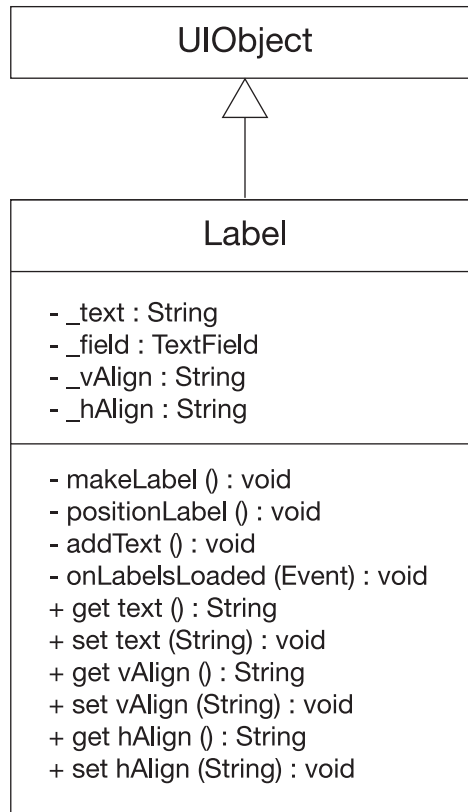 UIObject
Label
- _text : String
- _field : TextField
- _vAlign : String
- _hAlign : String
- makeLabel () : void
- positionLabel () : void
- addText () : void
- onLabelsLoaded (Event) : void
+ get text () : String
+ set text (String) : void
+ get vAlign () : String
+ set vAlign (String) : void
+ get hAlign () : String
+ set hAlign (String) : void